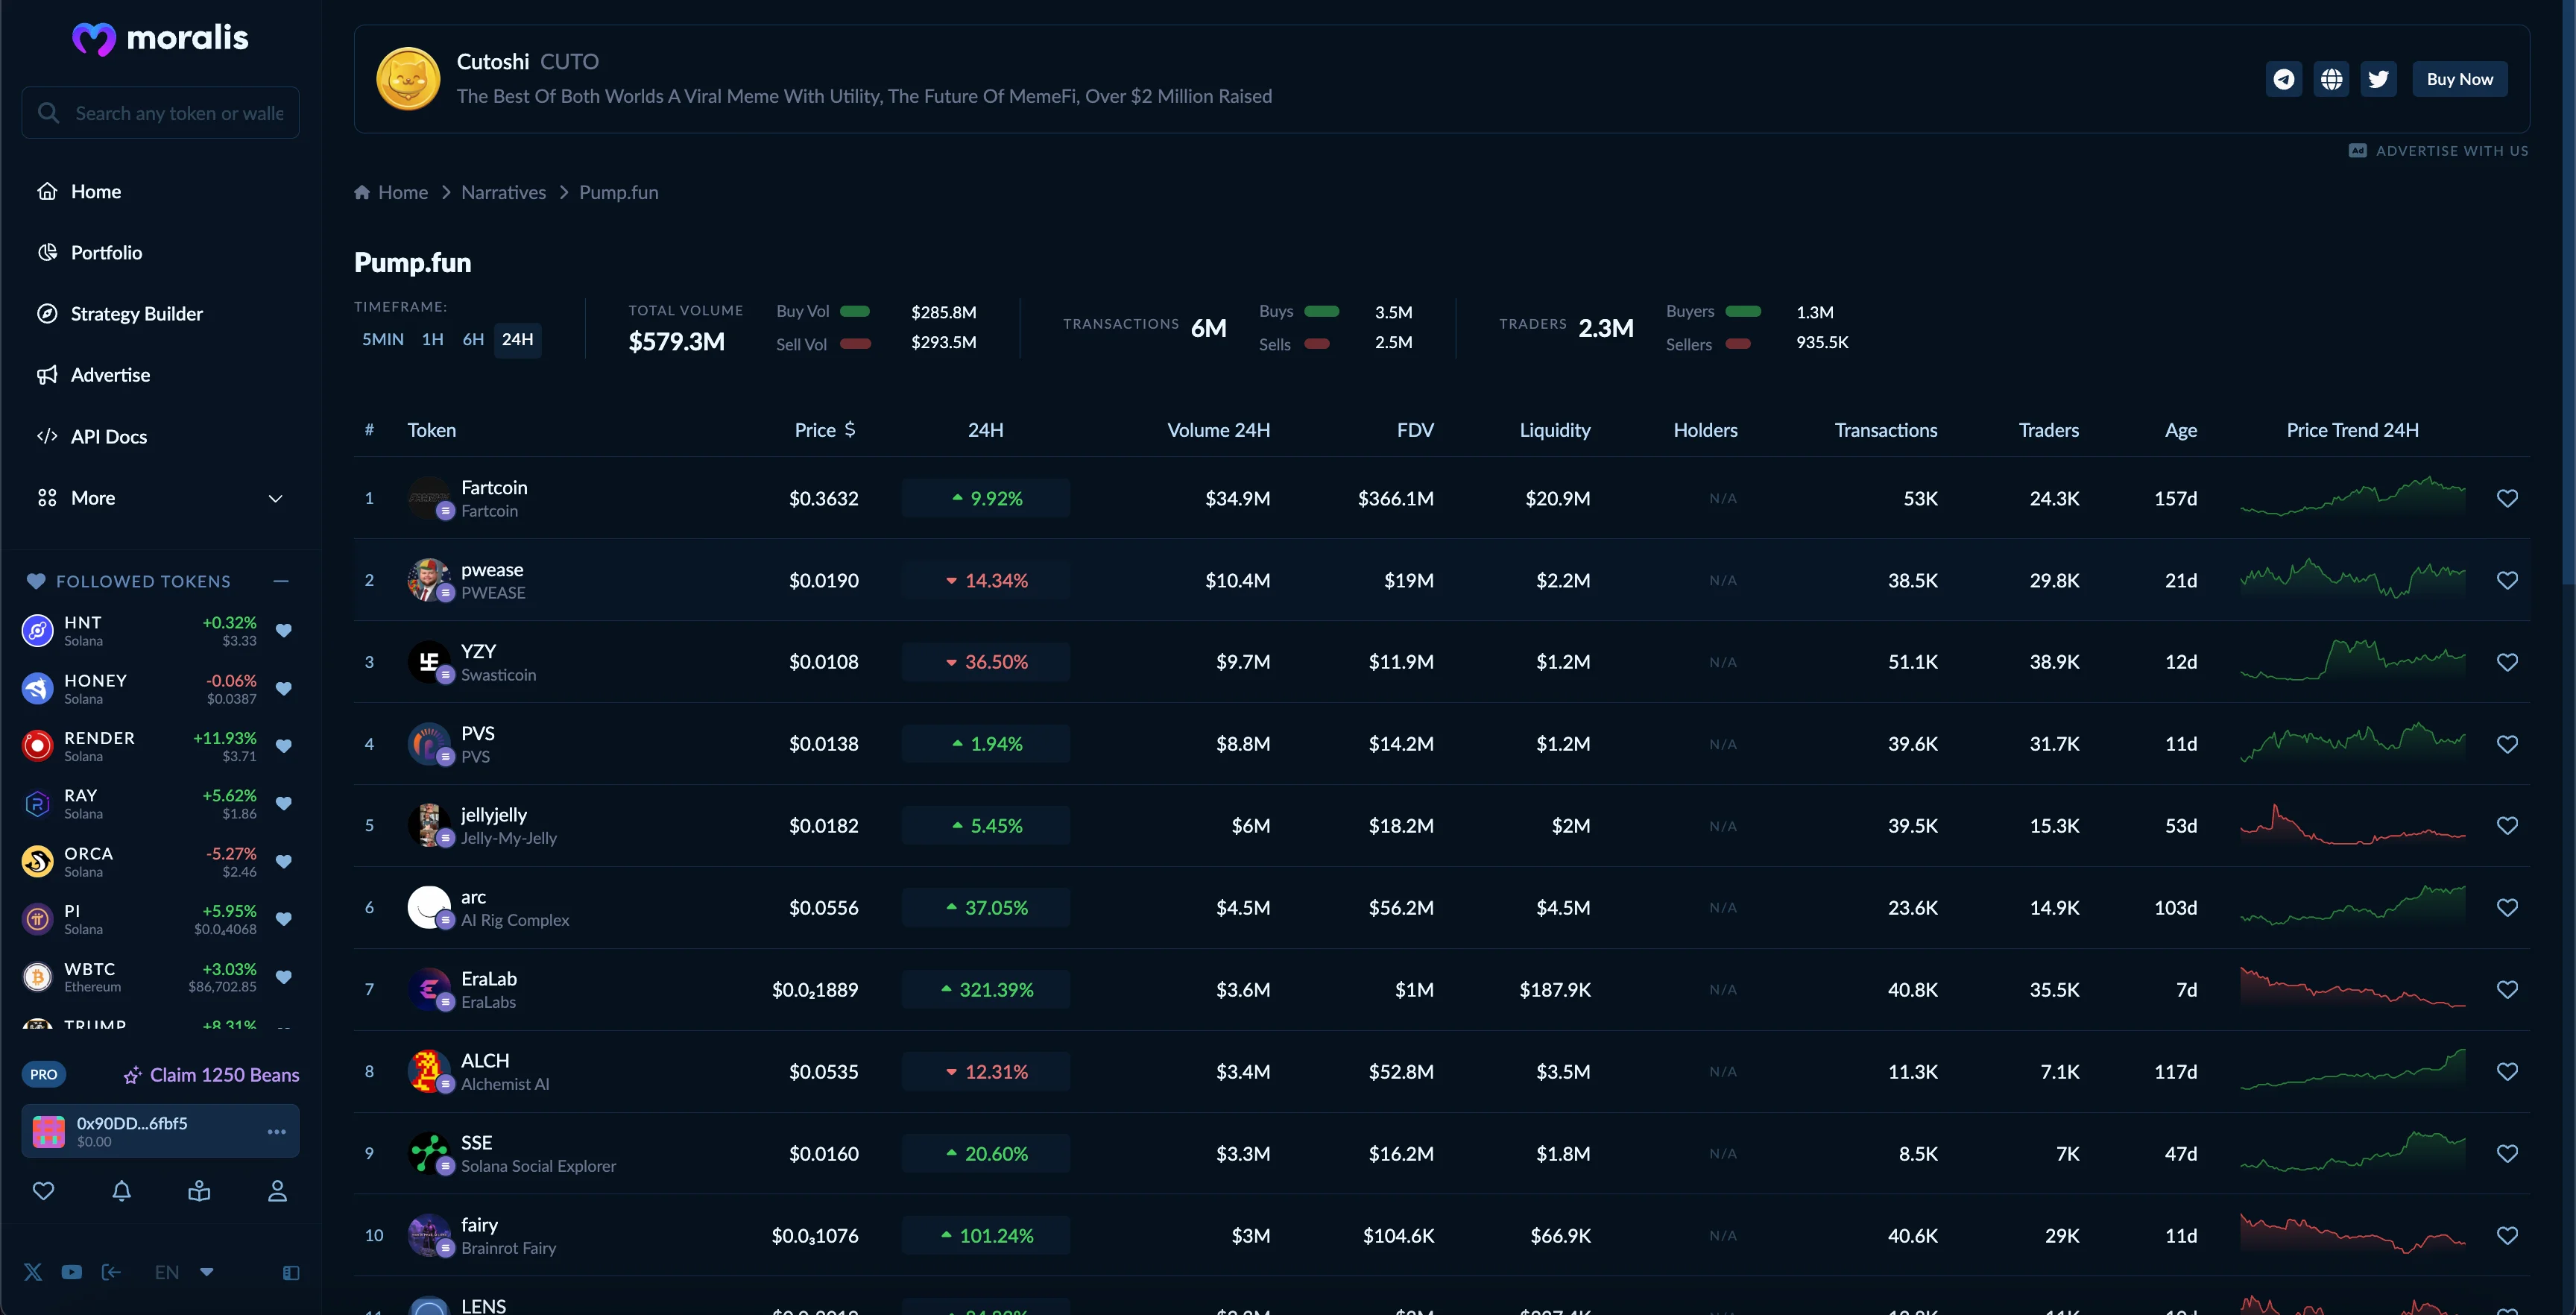 moralis
Search any token or walle
Home
Portfolio
Strategy Builder
Advertise
API Docs
More
FOLLOWED TOKENS
HNT +0.32%
Solana $3.33
HONEY -0.06%
Solana $0.0387
RENDER +11.93%
Solana $3.71
RAY +5.62%
Solana $1.86
ORCA -5.27%
Solana $2.46
PI +5.95%
Solana $0.0₄4068
WBTC +3.03%
Ethereum $86,702.85
TRUMP +8.31%
PRO Claim 1250 Beans
0x90DD...6fbf5
$0.00
EN
Cutoshi CUTO
The Best Of Both Worlds A Viral Meme With Utility, The Future Of MemeFi, Over $2 Million Raised
Buy Now
Ad ADVERTISE WITH US
Home > Narratives > Pump.fun
Pump.fun
TIMEFRAME:
5MIN 1H 6H 24H
TOTAL VOLUME
$579.3M
Buy Vol $285.8M
Sell Vol $293.5M
TRANSACTIONS 6M
Buys 3.5M
Sells 2.5M
TRADERS 2.3M
Buyers 1.3M
Sellers 935.5K
# Token Price $ 24H Volume 24H FDV Liquidity Holders Transactions Traders Age Price Trend 24H
1 Fartcoin $0.3632 9.92% $34.9M $366.1M $20.9M N/A 53K 24.3K 157d
Fartcoin
2 pwease $0.0190 14.34% $10.4M $19M $2.2M N/A 38.5K 29.8K 21d
PWEASE
3 YZY $0.0108 36.50% $9.7M $11.9M $1.2M N/A 51.1K 38.9K 12d
Swasticoin
4 PVS $0.0138 1.94% $8.8M $14.2M $1.2M N/A 39.6K 31.7K 11d
PVS
5 jellyjelly $0.0182 5.45% $6M $18.2M $2M N/A 39.5K 15.3K 53d
Jelly-My-Jelly
6 arc $0.0556 37.05% $4.5M $56.2M $4.5M N/A 23.6K 14.9K 103d
AI Rig Complex
7 EraLab $0.0₂1889 321.39% $3.6M $1M $187.9K N/A 40.8K 35.5K 7d
EraLabs
8 ALCH $0.0535 12.31% $3.4M $52.8M $3.5M N/A 11.3K 7.1K 117d
Alchemist AI
9 SSE $0.0160 20.60% $3.3M $16.2M $1.8M N/A 8.5K 7K 47d
Solana Social Explorer
10 fairy $0.0₃1076 101.24% $3M $104.6K $66.9K N/A 40.6K 29K 11d
Brainrot Fairy
LENS